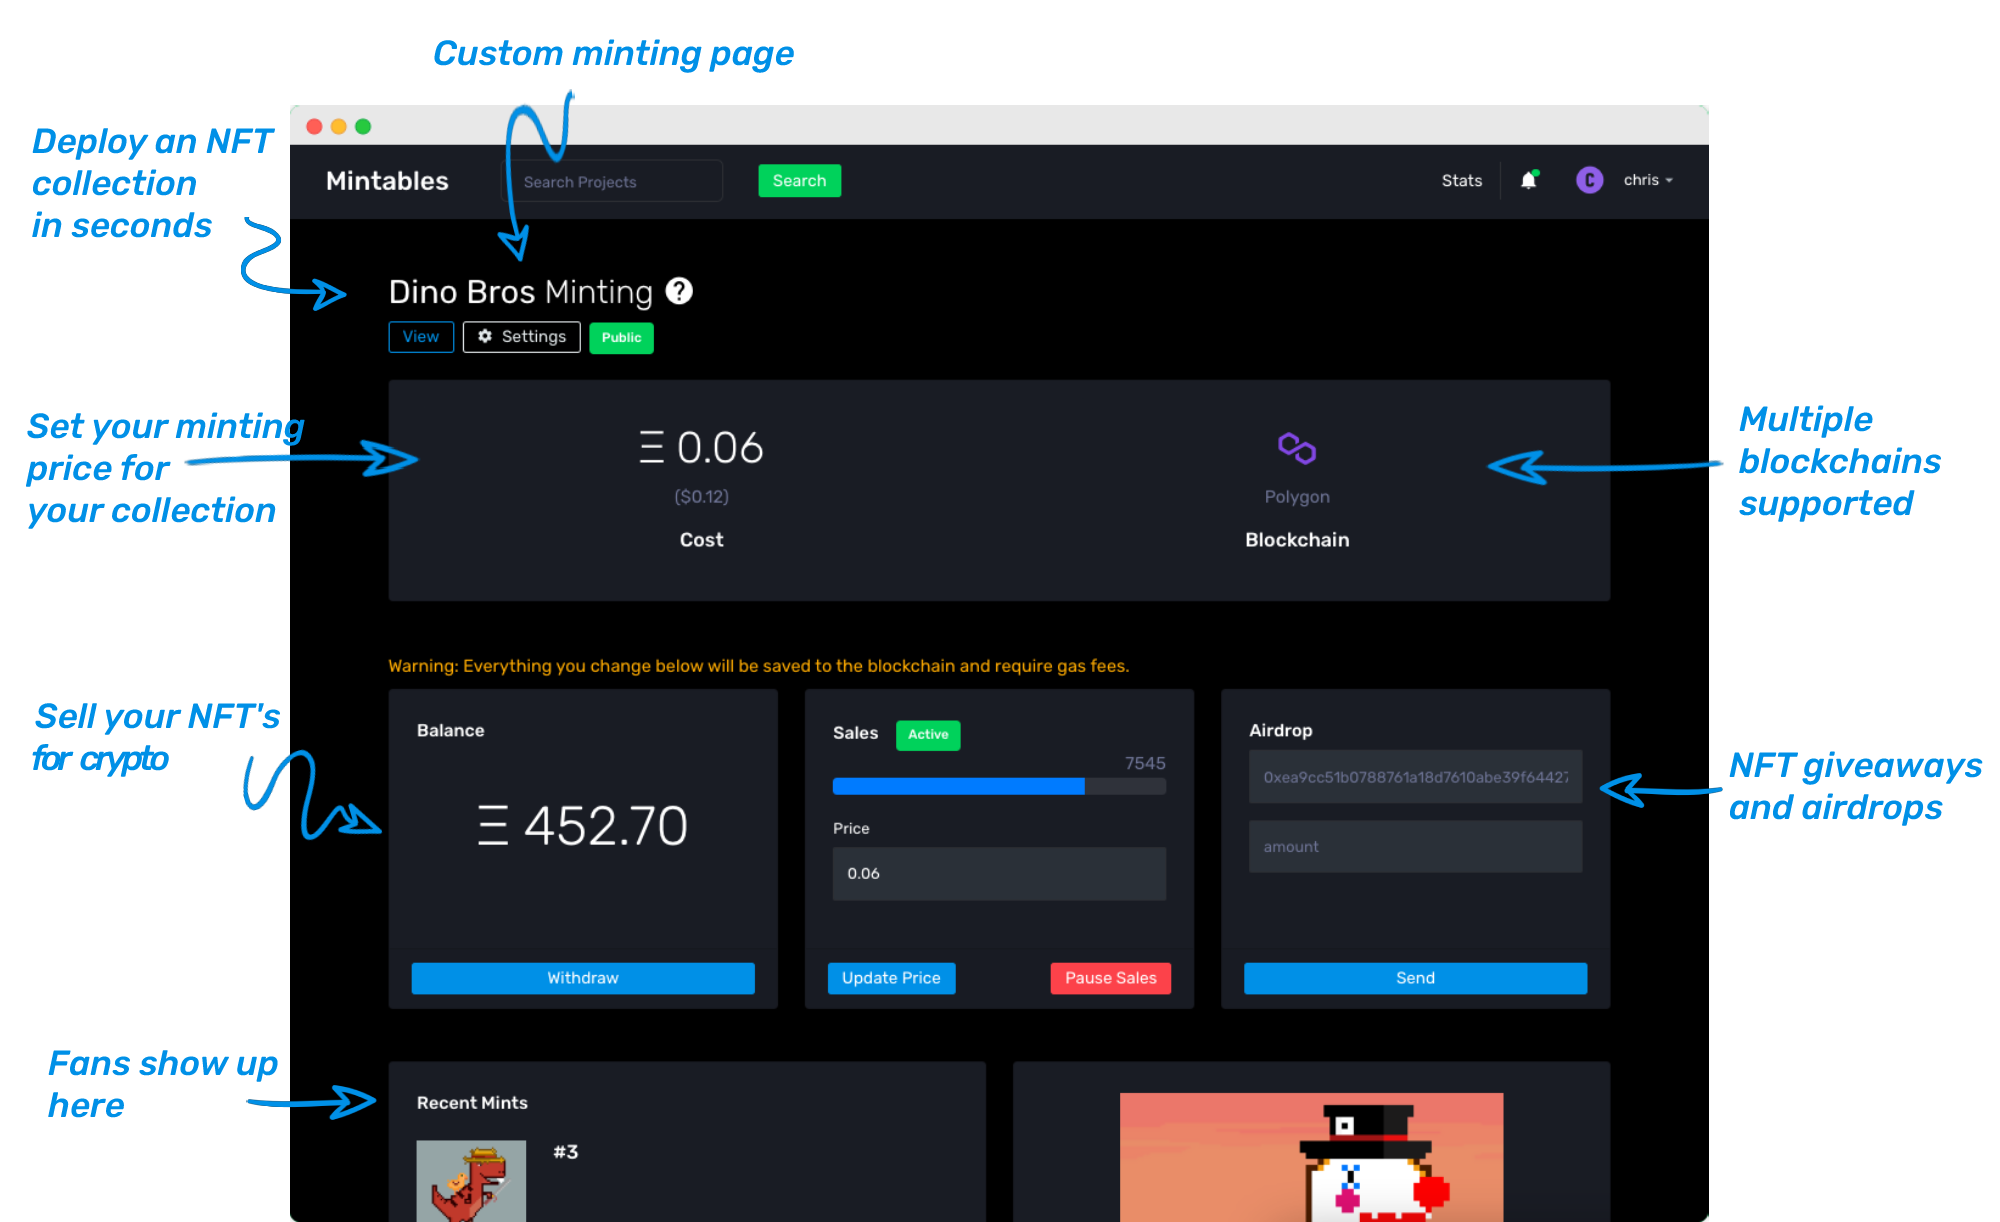 Custom minting page
Deploy an NFT
collection
in seconds
Mintables
Search Projects
Search
Stats
C
chris
Dino Bros Minting ?
View
Settings
Public
Set your minting
price for
your collection
Ξ 0.06
($0.12)
Cost
Polygon
Blockchain
Multiple
blockchains
supported
Warning: Everything you change below will be saved to the blockchain and require gas fees.
Sell your NFT's
for crypto
Balance
Ξ 452.70
Withdraw
Sales
Active
7545
Price
0.06
Update Price
Pause Sales
Airdrop
0xea9cc51b0788761a18d7610abe39f64427
amount
Send
NFT giveaways
and airdrops
Fans show up
here
Recent Mints
#3